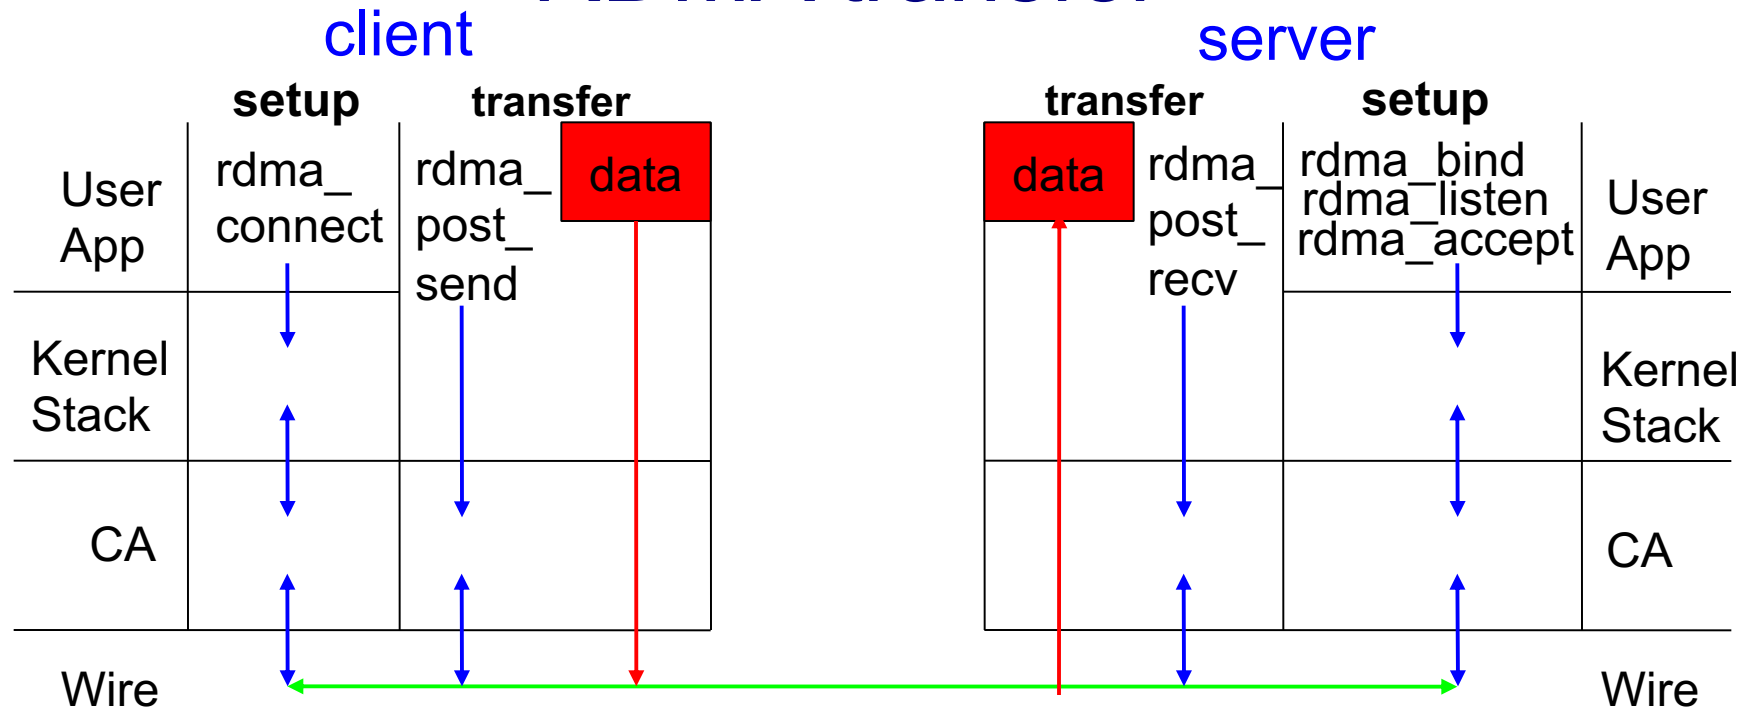 client
server
setup
transfer
transfer
setup
User
App
rdma_
connect
rdma_
post_
send
data
data
rdma_
post_
recv
rdma_bind
rdma_listen
rdma_accept
User
App
Kernel
Stack
Kernel
Stack
CA
CA
Wire
Wire